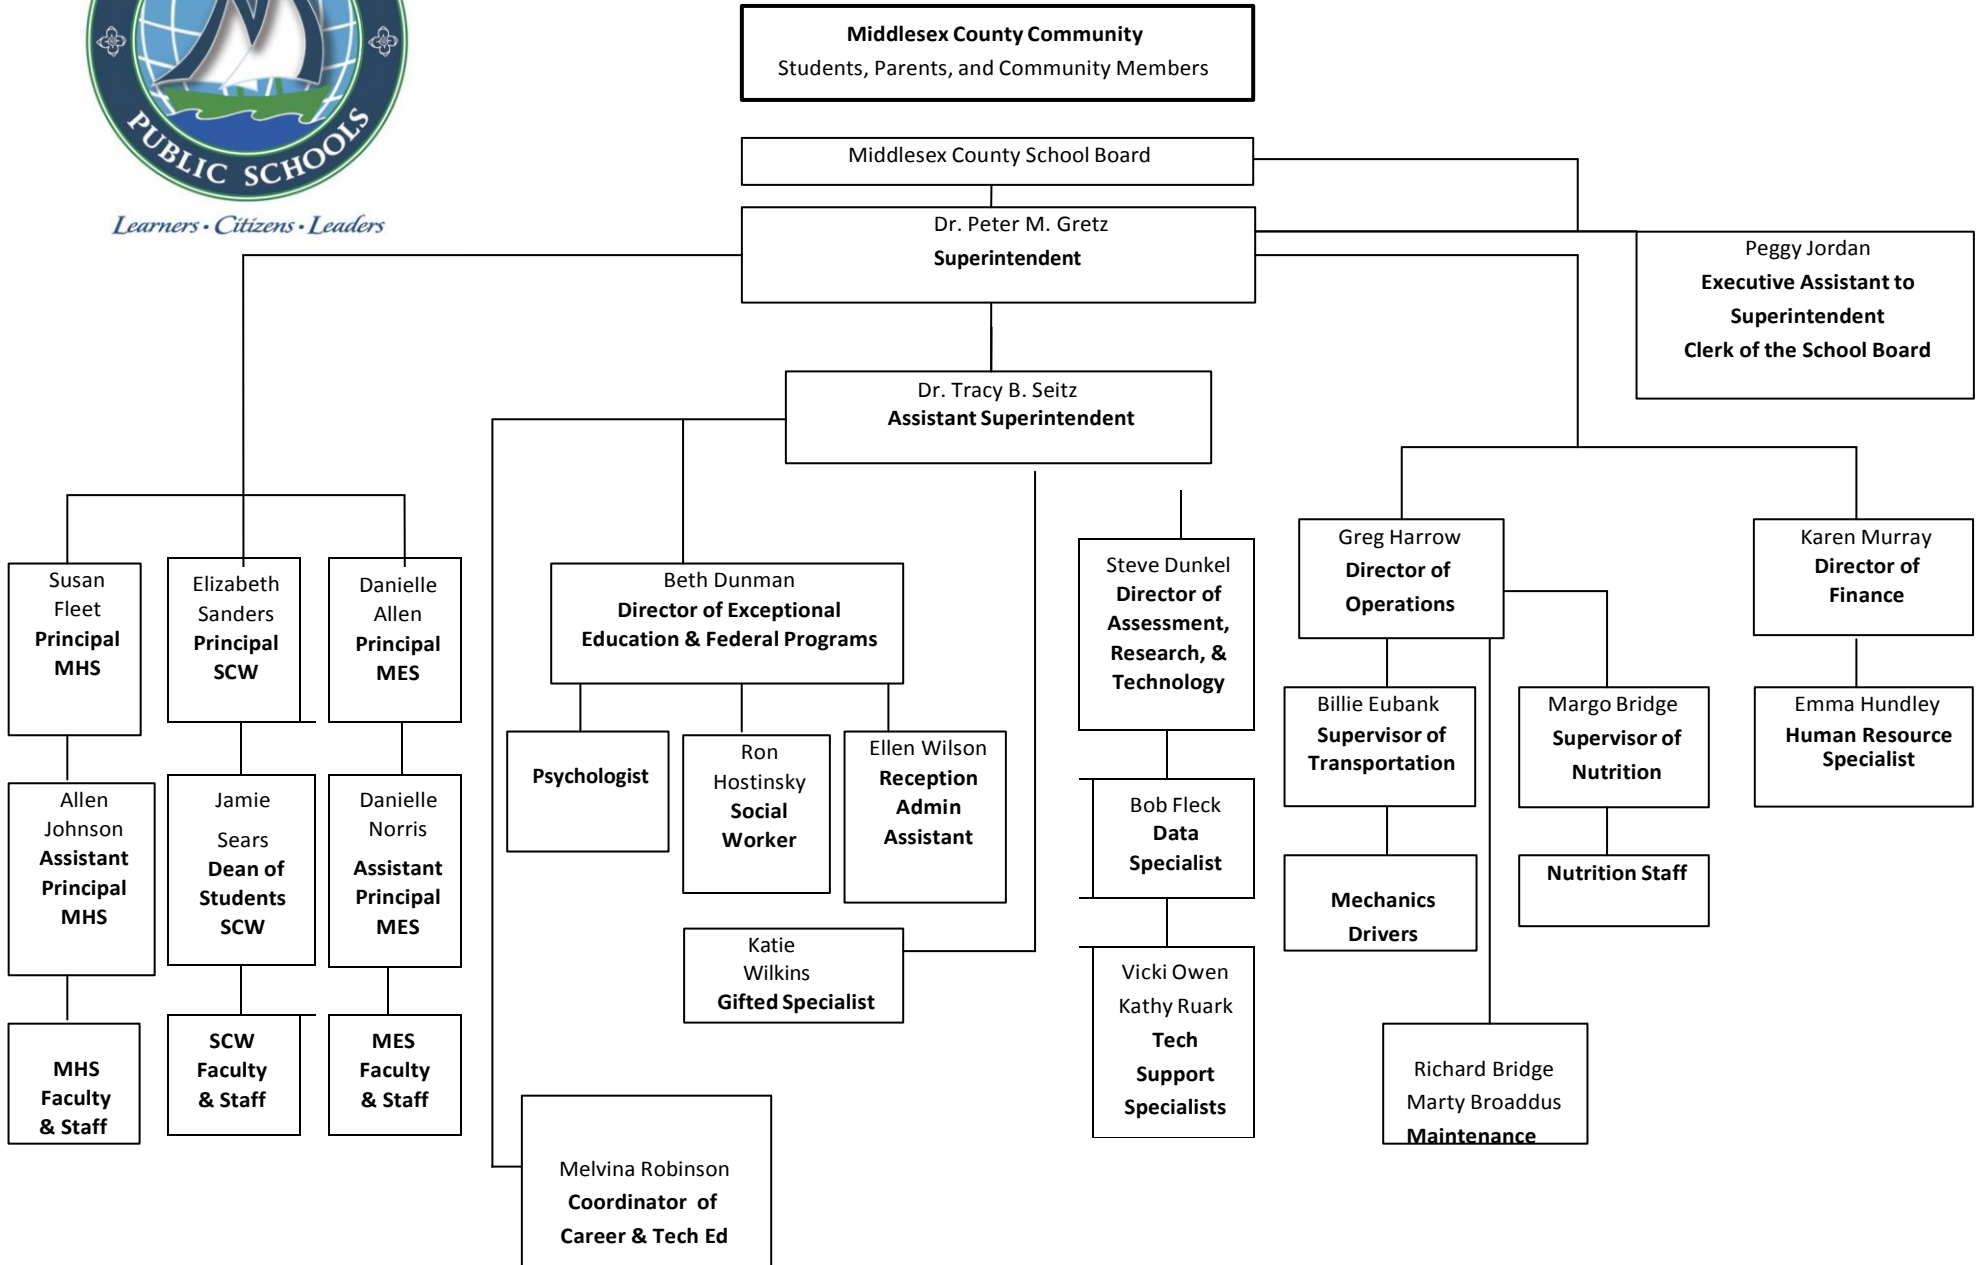 PUBLIC SCHOOLS
Learners • Citizens • Leaders
Middlesex County Community
Students, Parents, and Community Members
Middlesex County School Board
Dr. Peter M. Gretz
Superintendent
Peggy Jordan
Executive Assistant to
Superintendent
Clerk of the School Board
Dr. Tracy B. Seitz
Assistant Superintendent
Susan
Fleet
Principal
MHS
Elizabeth
Sanders
Principal
SCW
Danielle
Allen
Principal
MES
Beth Dunman
Director of Exceptional
Education & Federal Programs
Steve Dunkel
Director of
Assessment,
Research, &
Technology
Greg Harrow
Director of
Operations
Karen Murray
Director of
Finance
Allen
Johnson
Assistant
Principal
MHS
Jamie
Sears
Dean of
Students
SCW
Danielle
Norris
Assistant
Principal
MES
Psychologist
Ron
Hostinsky
Social
Worker
Ellen Wilson
Reception
Admin
Assistant
Bob Fleck
Data
Specialist
Billie Eubank
Supervisor of
Transportation
Margo Bridge
Supervisor of
Nutrition
Emma Hundley
Human Resource
Specialist
Mechanics
Drivers
Nutrition Staff
Katie
Wilkins
Gifted Specialist
Vicki Owen
Kathy Ruark
Tech
Support
Specialists
MHS
Faculty
& Staff
SCW
Faculty
& Staff
MES
Faculty
& Staff
Richard Bridge
Marty Broaddus
Maintenance
Melvina Robinson
Coordinator of
Career & Tech Ed